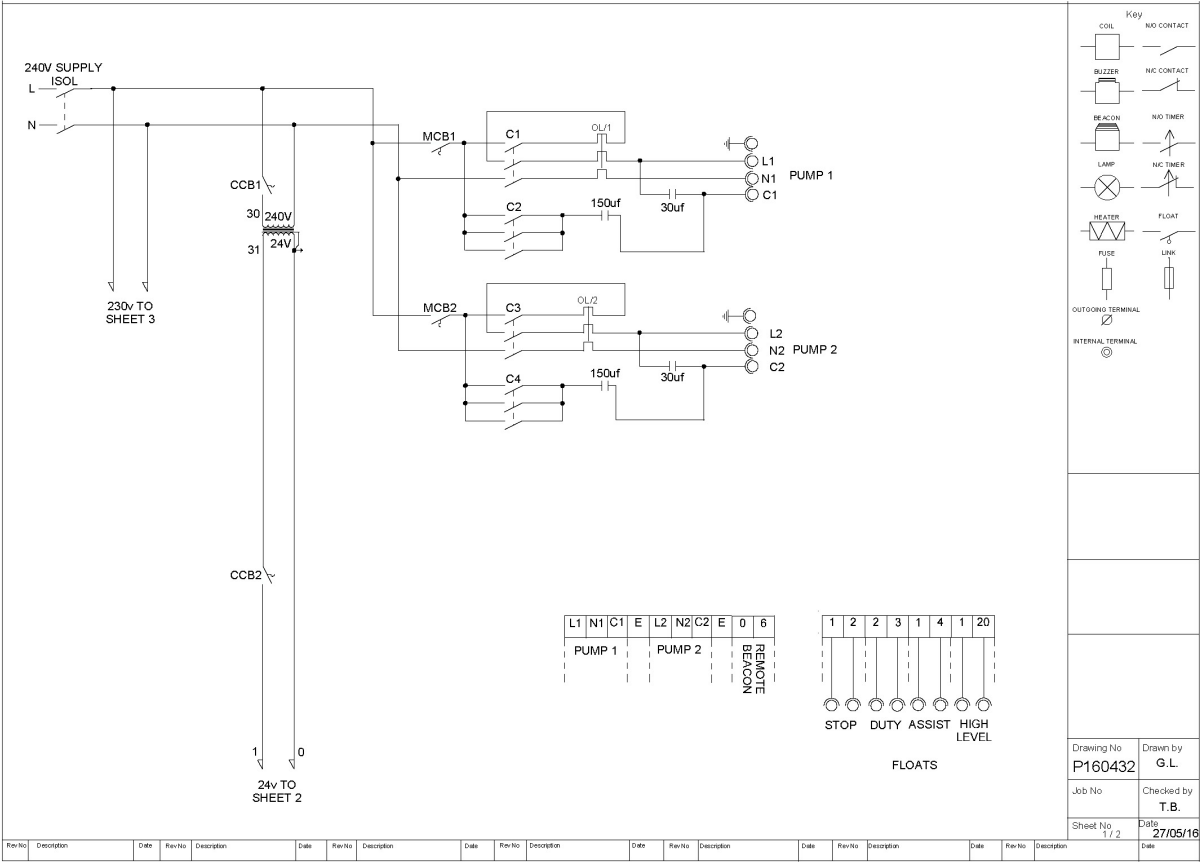 240V SUPPLY
ISOL
L
N
CCB1
30
240V
24V
31
230v TO
SHEET 3
CCB2
1
0
24v TO
SHEET 2
MCB1
C1
OL/1
C2
150uf
30uf
L1
N1
C1
PUMP 1
MCB2
C3
OL/2
C4
150uf
30uf
L2
N2
C2
PUMP 2
L1 N1 C1 E L2 N2 C2 E 0 6
PUMP 1
PUMP 2
REMOTE
BEACON
1 2 2 3 1 4 1 20
STOP DUTY ASSIST HIGH
LEVEL
FLOATS
Key
COIL
N/O CONTACT
BUZZER
N/C CONTACT
BEACON
N/O TIMER
LAMP
N/C TIMER
HEATER
FLOAT
FUSE
LINK
OUTGOING TERMINAL
INTERNAL TERMINAL
Drawing No
P160432
Drawn by
G.L.
Job No
Checked by
T.B.
Sheet No
1 / 2
Date
27/05/16
Rev No Description Date Rev No Description Date Rev No Description Date Rev No Description Date Rev No Description Date Rev No Description Date